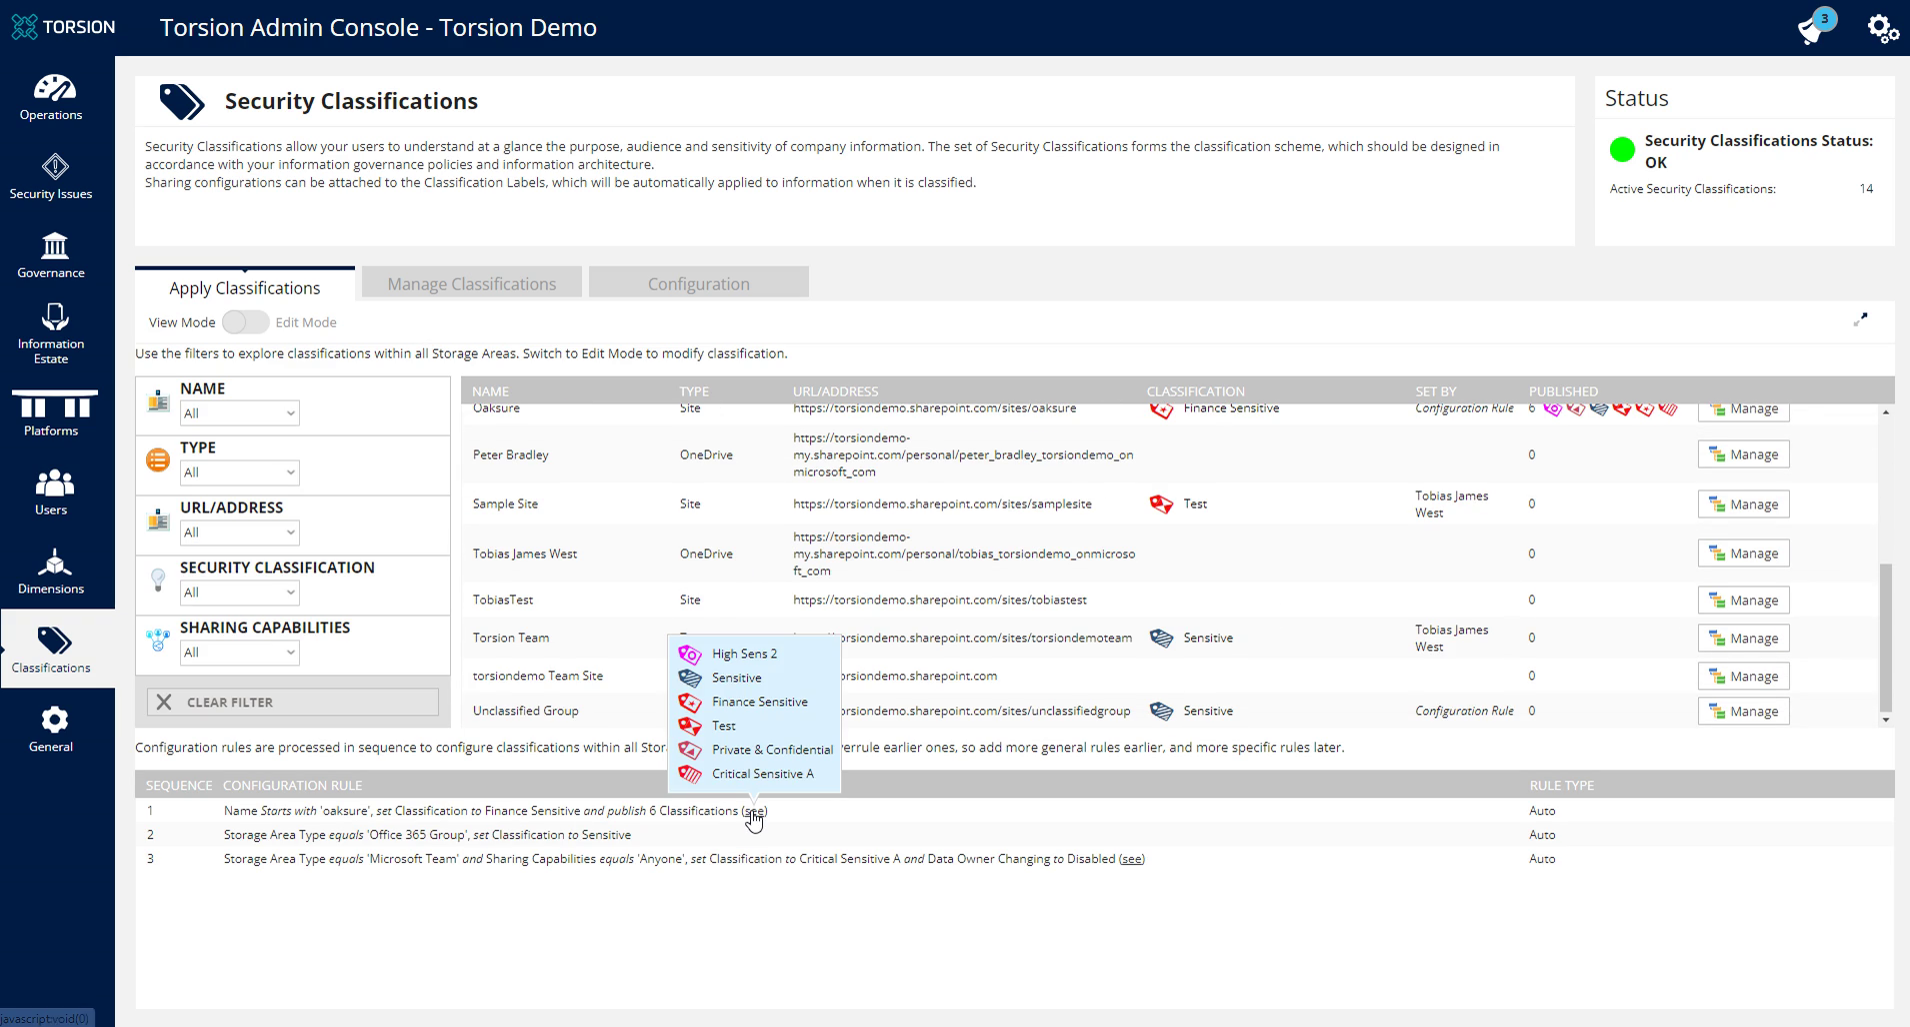 TORSION
Torsion Admin Console - Torsion Demo
3
Operations
Security Issues
Governance
Information
Estate
Platforms
Users
Dimensions
Classifications
General
Security Classifications
Security Classifications allow your users to understand at a glance the purpose, audience and sensitivity of company information. The set of Security Classifications forms the classification scheme, which should be designed in
accordance with your information governance policies and information architecture.
Sharing configurations can be attached to the Classification Labels, which will be automatically applied to information when it is classified.
Status
Security Classifications Status:
OK
Active Security Classifications: 14
Apply Classifications
Manage Classifications
Configuration
View Mode
Edit Mode
Use the filters to explore classifications within all Storage Areas. Switch to Edit Mode to modify classification.
NAME
All
TYPE
All
URL/ADDRESS
All
SECURITY CLASSIFICATION
All
SHARING CAPABILITIES
All
CLEAR FILTER
NAME TYPE URL/ADDRESS CLASSIFICATION SET BY PUBLISHED
Oaksure Site https://torsiondemo.sharepoint.com/sites/oaksure Finance Sensitive Configuration Rule 6 Manage
https://torsiondemo-
Peter Bradley OneDrive my.sharepoint.com/personal/peter_bradley_torsiondemo_on 0 Manage
microsoft_com
Sample Site Site https://torsiondemo.sharepoint.com/sites/samplesite Test Tobias James 0 Manage
West
https://torsiondemo-
Tobias James West OneDrive my.sharepoint.com/personal/tobias_torsiondemo_onmicroso 0 Manage
ft_com
TobiasTest Site https://torsiondemo.sharepoint.com/sites/tobiastest 0 Manage
Torsion Team orsiondemo.sharepoint.com/sites/torsiondemoteam Sensitive Tobias James 0 Manage
West
torsiondemo Team Site orsiondemo.sharepoint.com 0 Manage
Unclassified Group orsiondemo.sharepoint.com/sites/unclassifiedgroup Sensitive Configuration Rule 0 Manage
High Sens 2
Sensitive
Finance Sensitive
Test
Private & Confidential
Critical Sensitive A
Configuration rules are processed in sequence to configure classifications within all Stor verrule earlier ones, so add more general rules earlier, and more specific rules later.
SEQUENCE CONFIGURATION RULE RULE TYPE
1 Name Starts with 'oaksure', set Classification to Finance Sensitive and publish 6 Classifications (see) Auto
2 Storage Area Type equals 'Office 365 Group', set Classification to Sensitive Auto
3 Storage Area Type equals 'Microsoft Team' and Sharing Capabilities equals 'Anyone', set Classification to Critical Sensitive A and Data Owner Changing to Disabled (see) Auto
javascript:void(0)